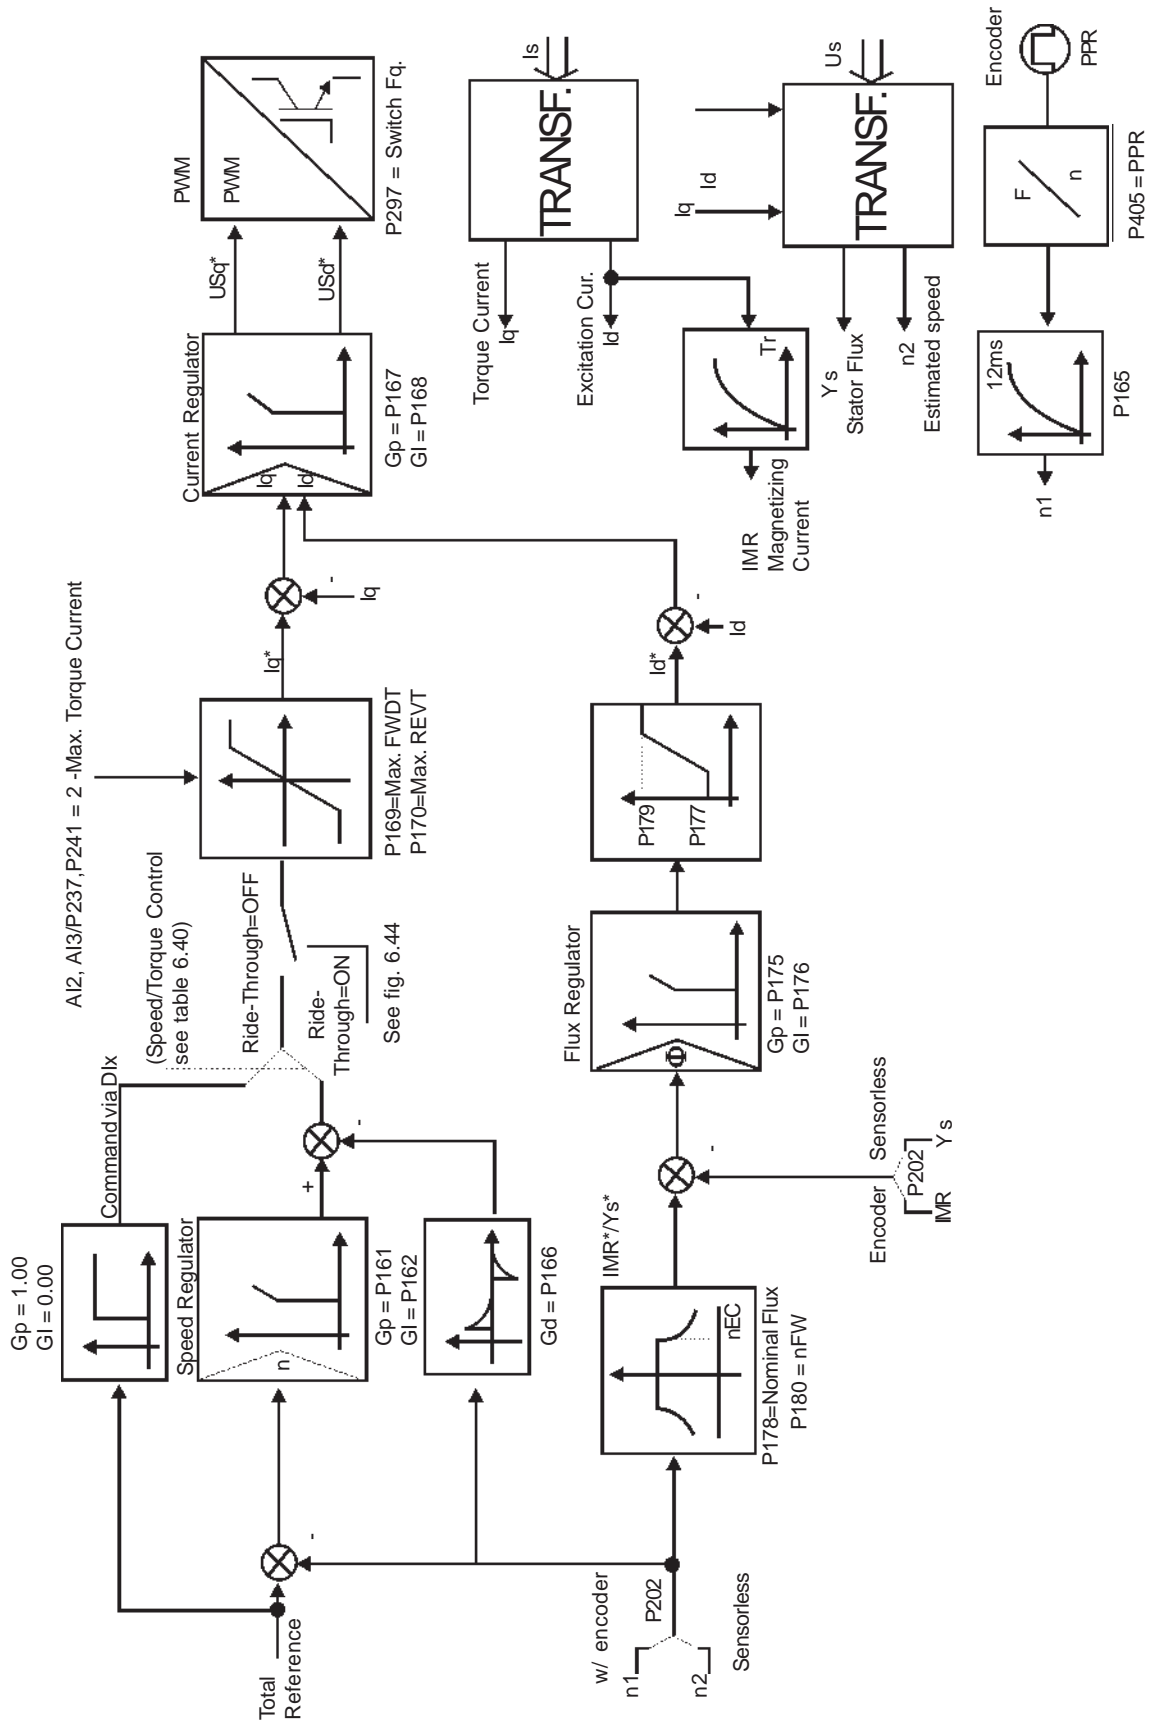 Total
Reference
Gp = 1.00
GI = 0.00
Command via DIx
Speed Regulator
n
Gp = P161
GI = P162
+
-
-
Gd = P166
(Speed/Torque Control
see table 6.40)
Ride-Through=OFF
Ride-
Through=ON
See fig. 6.44
AI2, AI3/P237,P241 = 2 -Max. Torque Current
P169=Max. FWDT
P170=Max. REVT
Iq*
-
Iq
Current Regulator
Iq
Id
Gp = P167
GI = P168
USq*
USd*
PWM
PWM
P297 = Switch Fq.
w/ encoder
n1
P202
n2
Sensorless
nEC
P178=Nominal Flux
P180 = nFW
IMR*/Ys*
-
Encoder
Sensorless
P202
IMR
Ys
Flux Regulator
Φ
Gp = P175
GI = P176
P179
P177
Id*
-
Id
Torque Current
Iq
Excitation Cur.
Id
TRANSF.
Is
Tr
IMR
Magnetizing
Current
Iq
Id
TRANSF.
Us
Ys
Stator Flux
n2
Estimated speed
n1
12ms
P165
F
n
P405 = PPR
Encoder
PPR